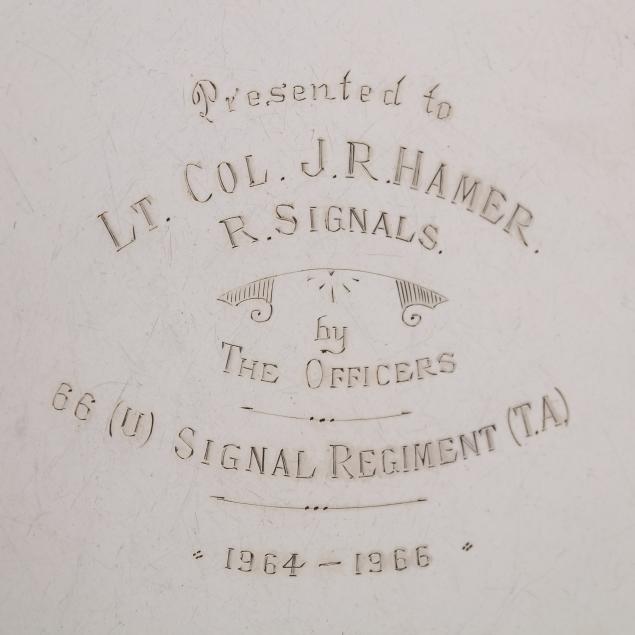 Presented to
LT. COL. J.R. HAMER.
R. SIGNALS.
by
THE OFFICERS
66 (U) SIGNAL REGIMENT (T.A)
1964 - 1966